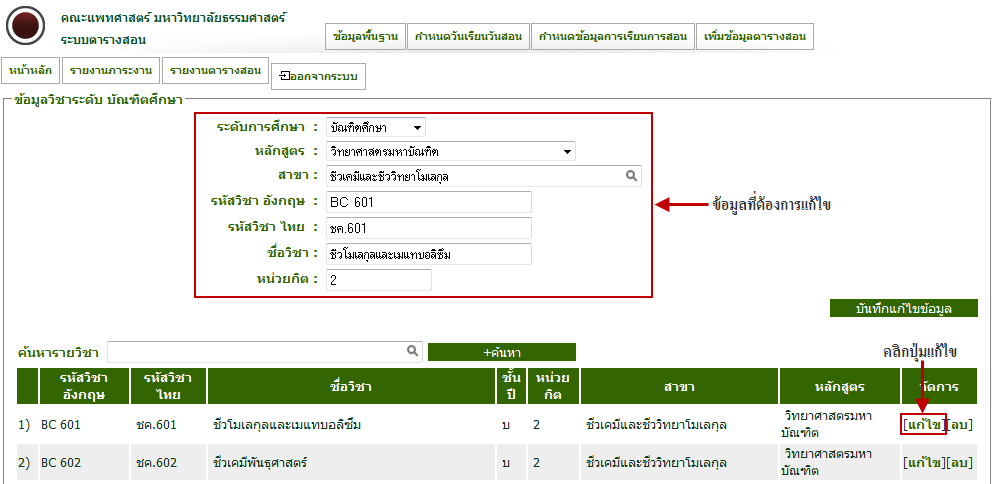 คณะแพทศาสตร์ มหาวิทยาลัยธรรมศาสตร์
ระบบตารางสอน
ข้อมูลพื้นฐาน กำหนดวันเรียนวันสอน กำหนดข้อมูลการเรียนการสอน เพิ่มข้อมูลตารางสอน
หน้าหลัก รายงานภาระงาน รายงานตารางสอน ออกจากระบบ
ข้อมูลวิชาระดับ บัณฑิตศึกษา
ระดับการศึกษา : บัณฑิตศึกษา
หลักสูตร : วิทยาศาสตรมหาบัณฑิต
สาขา : ชีวเคมีและชีววิทยาโมเลกุล
รหัสวิชา อังกฤษ : BC 601
ข้อมูลที่ต้องการแก้ไข
รหัสวิชา ไทย : ชค.601
ชื่อวิชา : ชีวโมเลกุลและเมแทบอลิซึม
หน่วยกิต : 2
บันทึกแก้ไขข้อมูล
ค้นหารายวิชา +ค้นหา คลิกปุ่มแก้ไข
รหัสวิชา อังกฤษ รหัสวิชา ไทย ชื่อวิชา ชั้น ปี หน่วย กิต สาขา หลักสูตร จัดการ
1) BC 601 ชค.601 ชีวโมเลกุลและเมแทบอลิซึม บ 2 ชีวเคมีและชีววิทยาโมเลกุล วิทยาศาสตรมหา บัณฑิต [แก้ไข][ลบ]
2) BC 602 ชค.602 ชีวเคมีพันธุศาสตร์ บ 2 ชีวเคมีและชีววิทยาโมเลกุล วิทยาศาสตรมหา บัณฑิต [แก้ไข][ลบ]